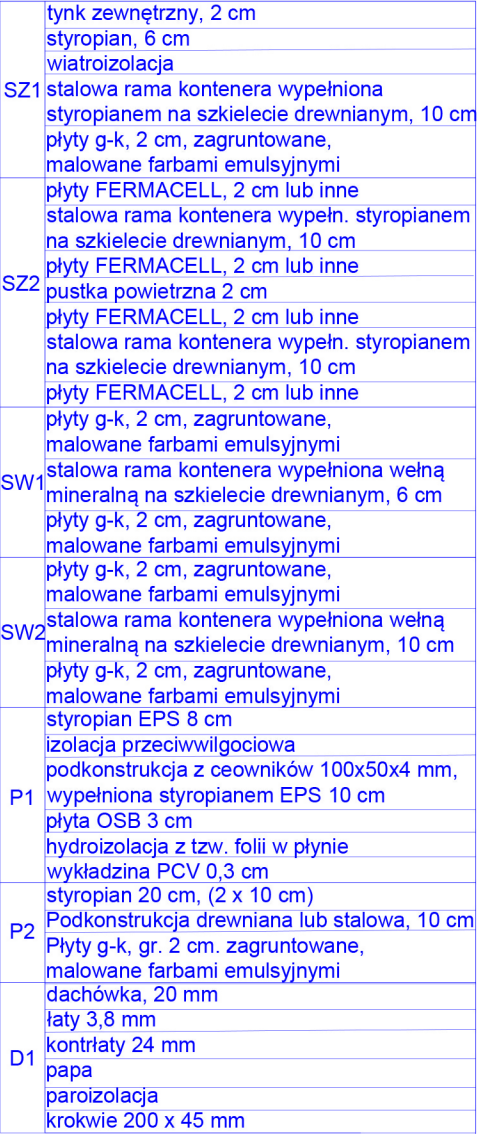 SZ1
tynk zewnętrzny, 2 cm
styropian, 6 cm
wiatroizolacja
stalowa rama kontenera wypełniona
styropianem na szkielecie drewnianym, 10 cm
płyty g-k, 2 cm, zagruntowane,
malowane farbami emulsyjnymi
SZ2
płyty FERMACELL, 2 cm lub inne
stalowa rama kontenera wypełn. styropianem
na szkielecie drewnianym, 10 cm
płyty FERMACELL, 2 cm lub inne
pustka powietrzna 2 cm
płyty FERMACELL, 2 cm lub inne
stalowa rama kontenera wypełn. styropianem
na szkielecie drewnianym, 10 cm
płyty FERMACELL, 2 cm lub inne
SW1
płyty g-k, 2 cm, zagruntowane,
malowane farbami emulsyjnymi
stalowa rama kontenera wypełniona wełną
mineralną na szkielecie drewnianym, 6 cm
płyty g-k, 2 cm, zagruntowane,
malowane farbami emulsyjnymi
SW2
płyty g-k, 2 cm, zagruntowane,
malowane farbami emulsyjnymi
stalowa rama kontenera wypełniona wełną
mineralną na szkielecie drewnianym, 10 cm
płyty g-k, 2 cm, zagruntowane,
malowane farbami emulsyjnymi
P1
styropian EPS 8 cm
izolacja przeciwwilgociowa
podkonstrukcja z ceowników 100x50x4 mm,
wypełniona styropianem EPS 10 cm
płyta OSB 3 cm
hydroizolacja z tzw. folii w płynie
wykładzina PCV 0,3 cm
P2
styropian 20 cm, (2 x 10 cm)
Podkonstrukcja drewniana lub stalowa, 10 cm
Płyty g-k, gr. 2 cm. zagruntowane,
malowane farbami emulsyjnymi
D1
dachówka, 20 mm
łaty 3,8 mm
kontrłaty 24 mm
papa
paroizolacja
krokwie 200 x 45 mm